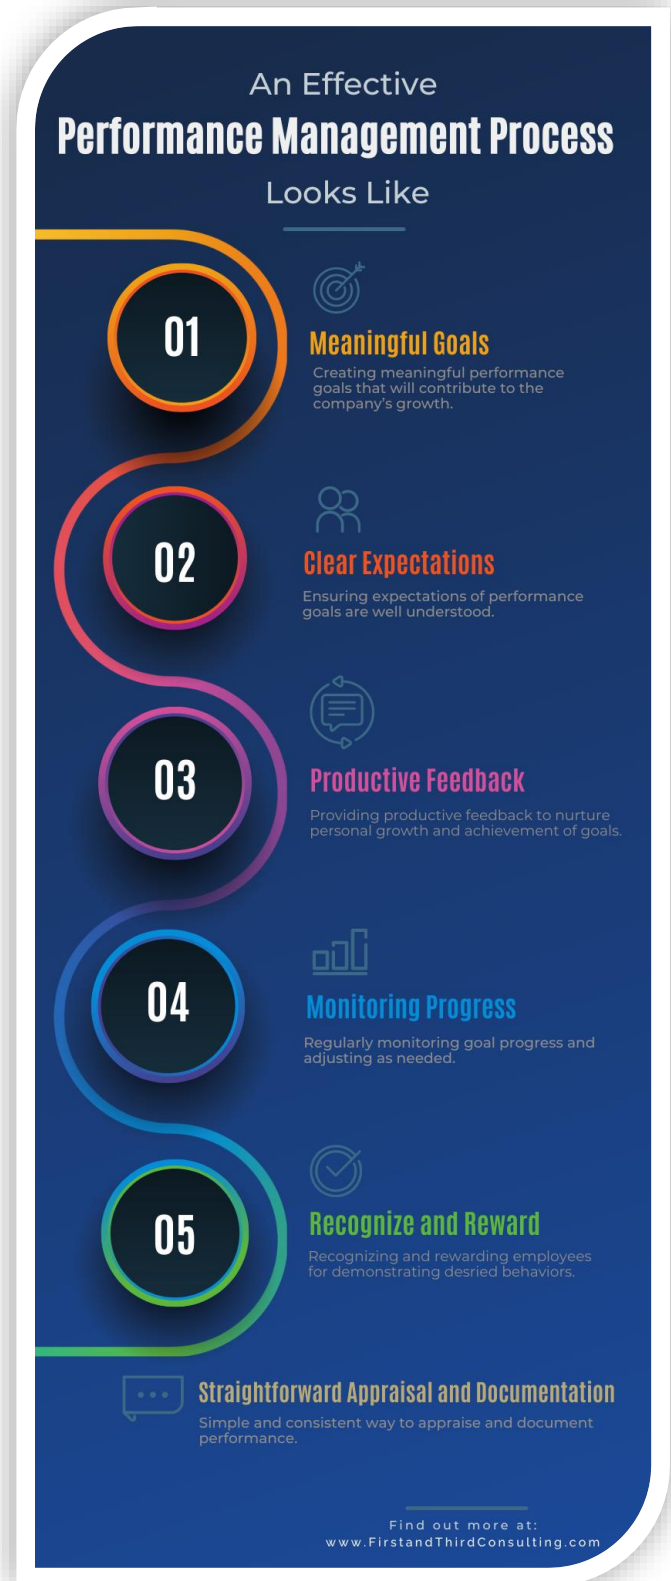 An Effective
Performance Management Process
Looks Like
01
Meaningful Goals
Creating meaningful performance
goals that will contribute to the
company's growth.
02
Clear Expectations
Ensuring expectations of performance
goals are well understood.
03
Productive Feedback
Providing productive feedback to nurture
personal growth and achievement of goals.
04
Monitoring Progress
Regularly monitoring goal progress and
adjusting as needed.
05
Recognize and Reward
Recognizing and rewarding employees
for demonstrating desried behaviors.
Straightforward Appraisal and Documentation
Simple and consistent way to appraise and document
performance.
Find out more at:
www.FirstandThirdConsulting.com